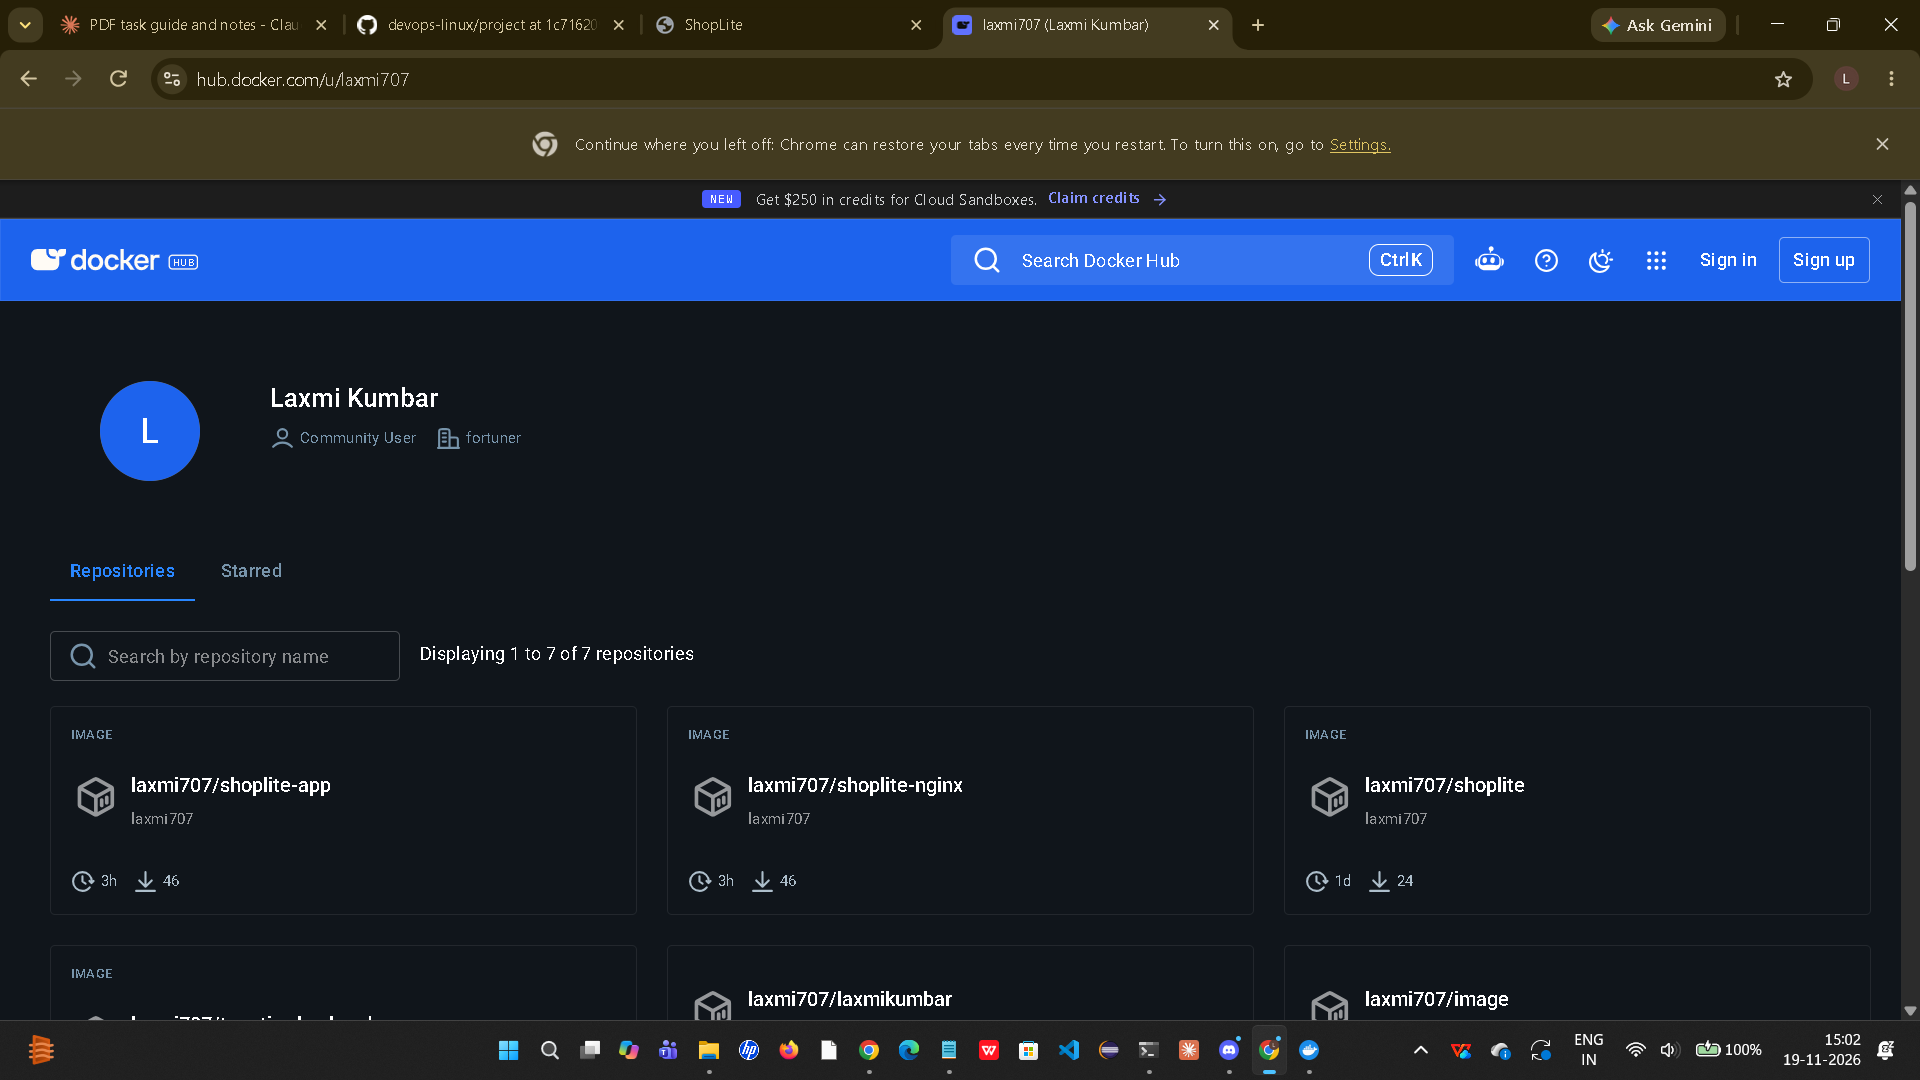 PDF task guide and notes - Clau
devops-linux/project at 1c71620
ShopLite
laxmi707 (Laxmi Kumbar)
Ask Gemini
hub.docker.com/u/laxmi707
L
Continue where you left off: Chrome can restore your tabs every time you restart. To turn this on, go to Settings.
NEW Get $250 in credits for Cloud Sandboxes. Claim credits
docker HUB
Search Docker Hub
CtrlK
Sign in
Sign up
L
Laxmi Kumbar
Community User
fortuner
Repositories
Starred
Search by repository name
Displaying 1 to 7 of 7 repositories
IMAGE
laxmi707/shoplite-app
laxmi707
3h 46
IMAGE
laxmi707/shoplite-nginx
laxmi707
3h 46
IMAGE
laxmi707/shoplite
laxmi707
1d 24
IMAGE
laxmi707/laxmikumbar
laxmi707/image
ENG
IN
100%
15:02
19-11-2026